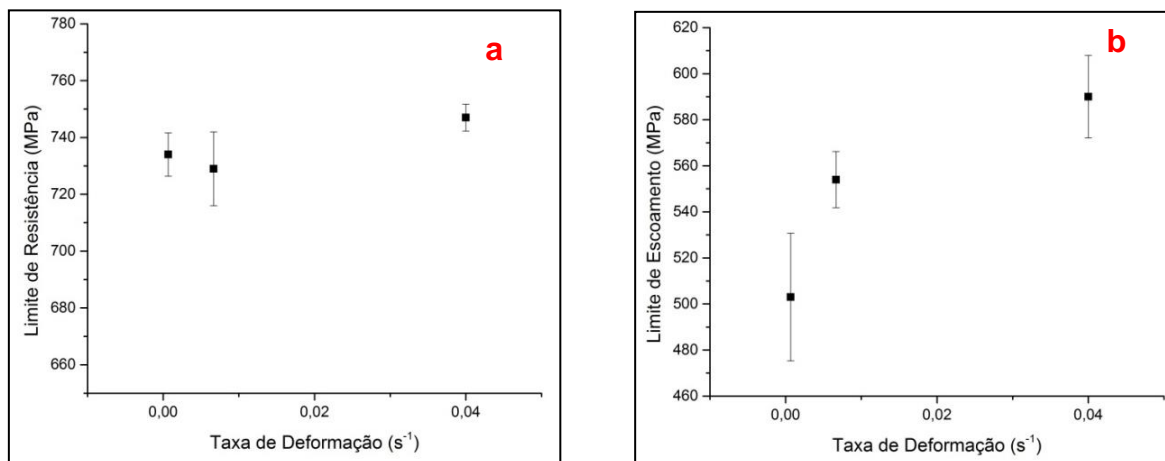 a
780
760
740
720
700
680
660
Limite de Resistência (MPa)
0,00 0,02 0,04
Taxa de Deformação (s⁻¹)
b
620
600
580
560
540
520
500
480
460
Limite de Escoamento (MPa)
0,00 0,02 0,04
Taxa de Deformação (s⁻¹)